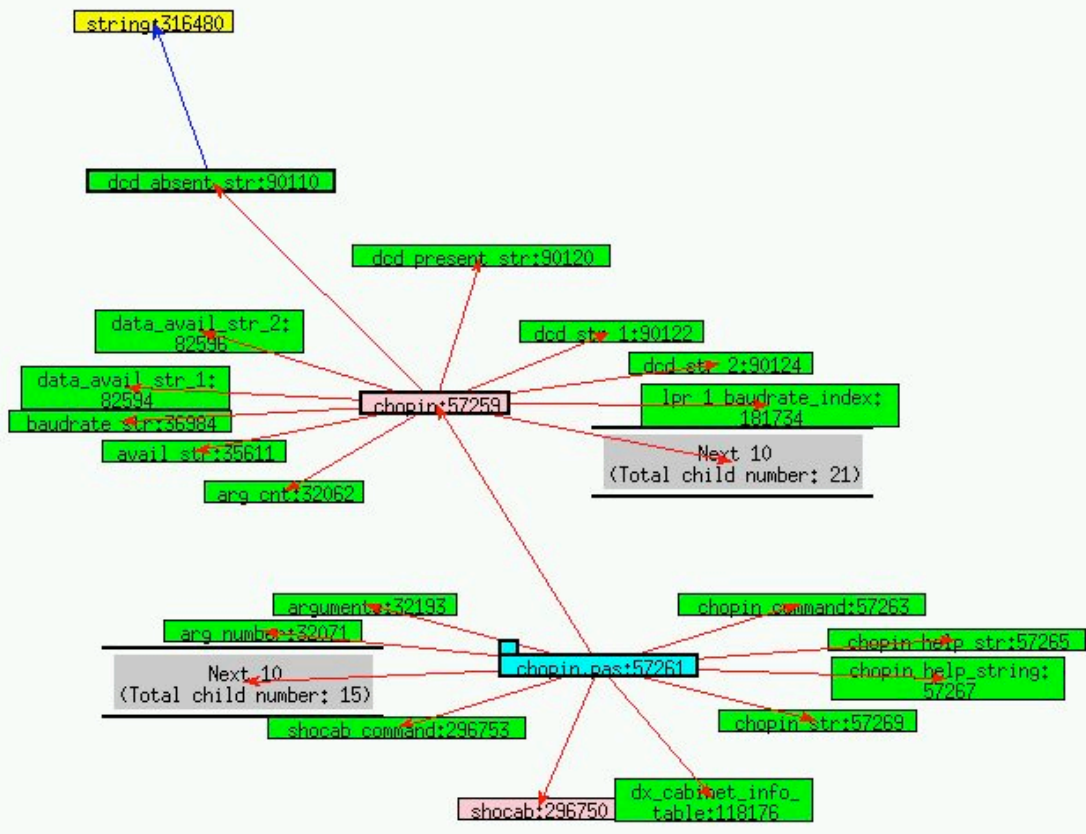 string:316480
dcd_absent_str:90110
dcd_present_str:90120
data_avail_str_2:
82596
dcd_str_1:90122
dcd_str_2:90124
data_avail_str_1:
82594
chopin:57259
lpr_1_baudrate_index:
181734
baudrate_str:36984
avail_str:35611
Next 10
(Total child number: 21)
arg_cnt:32062
arguments:32193
chopin_command:57263
arg_number:32071
chopin_help_str:57265
chopin.pas:57261
Next 10
(Total child number: 15)
chopin_help_string:
57267
shocab_command:296753
chopin_str:57269
shocab:296750
dx_cabinet_info_
table:118176